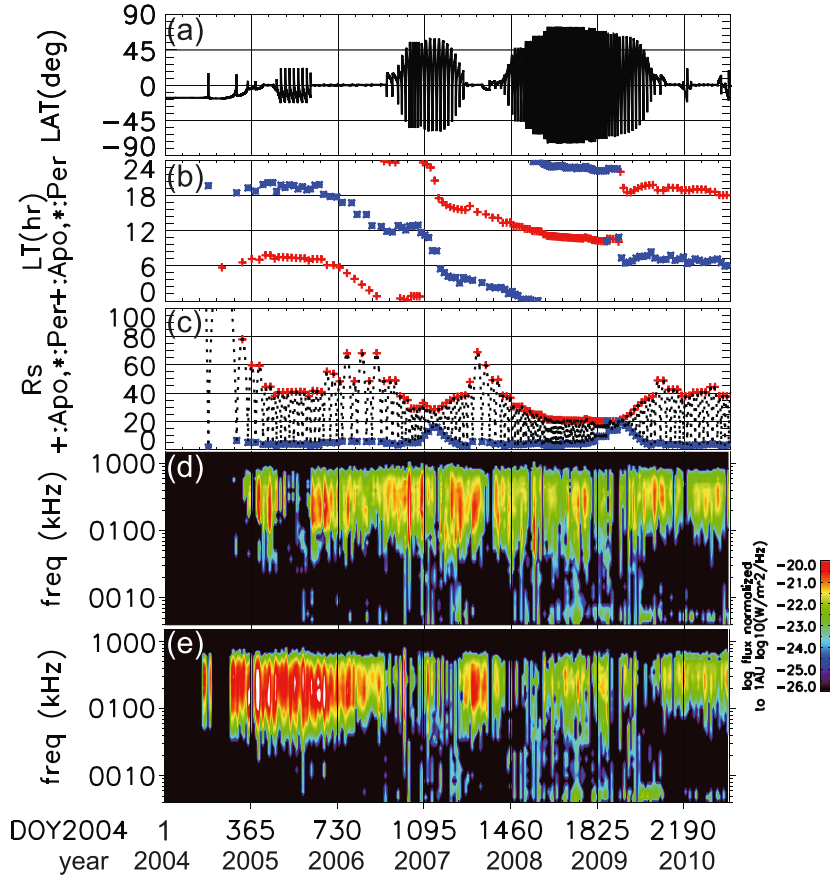 (a)
90
45
0
−45
−90
LAT(deg)
(b)
24
18
12
6
0
LT(hr)
+:Apo,*:Per
(c)
100
80
60
40
20
0
Rs
+:Apo,*:Per
(d)
1000
0100
0010
freq (kHz)
(e)
1000
0100
0010
freq (kHz)
log flux normalized
to 1AU log10(W/m−2/Hz)
−20.0
−21.0
−22.0
−23.0
−24.0
−25.0
−26.0
DOY2004 1 365 730 1095 1460 1825 2190
year 2004 2005 2006 2007 2008 2009 2010